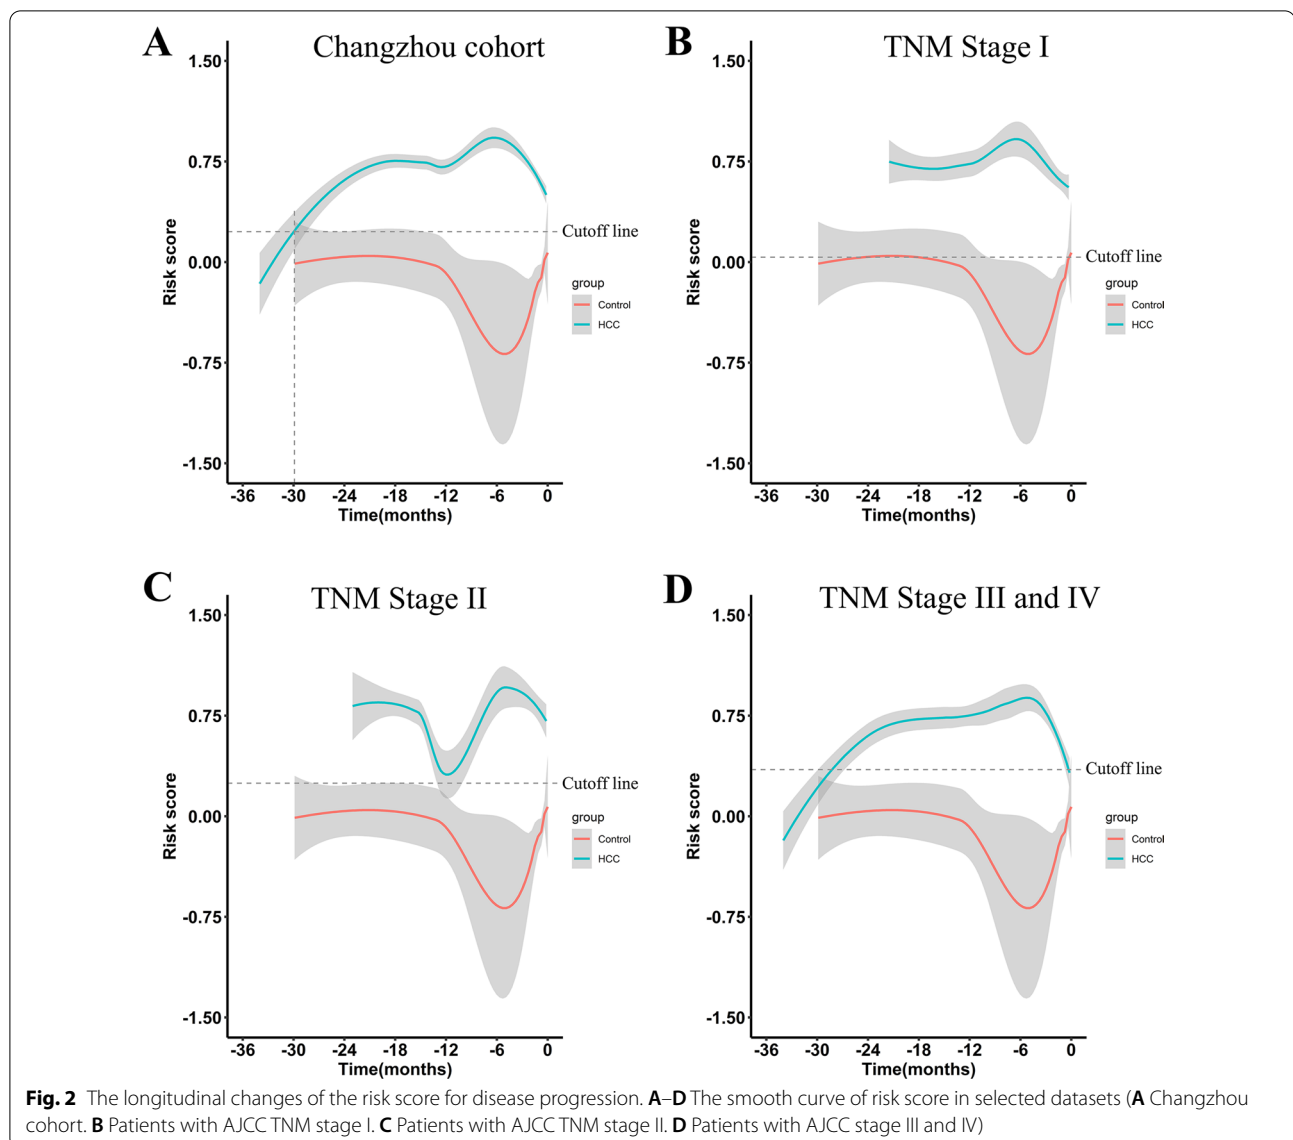 A
Changzhou cohort
1.50
0.75
0.00
-0.75
-1.50
Risk score
-36 -30 -24 -18 -12 -6 0
Time(months)
Cutoff line
group
Control
HCC
B
TNM Stage I
1.50
0.75
0.00
-0.75
-1.50
Risk score
-36 -30 -24 -18 -12 -6 0
Time(months)
Cutoff line
group
Control
HCC
C
TNM Stage II
1.50
0.75
0.00
-0.75
-1.50
Risk score
-36 -30 -24 -18 -12 -6 0
Time(months)
Cutoff line
group
Control
HCC
D
TNM Stage III and IV
1.50
0.75
0.00
-0.75
-1.50
Risk score
-36 -30 -24 -18 -12 -6 0
Time(months)
Cutoff line
group
Control
HCC
Fig. 2 The longitudinal changes of the risk score for disease progression. A–D The smooth curve of risk score in selected datasets (A Changzhou
cohort. B Patients with AJCC TNM stage I. C Patients with AJCC TNM stage II. D Patients with AJCC stage III and IV)